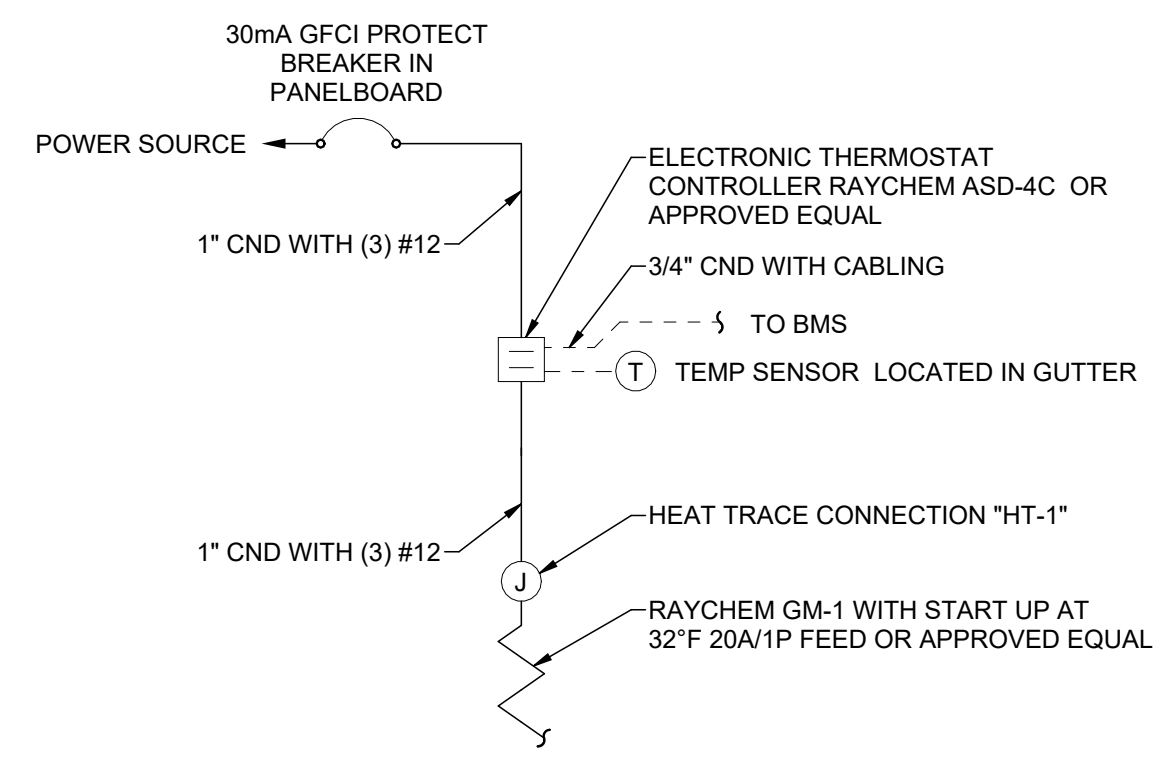 30mA GFCI PROTECT
BREAKER IN
PANELBOARD
POWER SOURCE
ELECTRONIC THERMOSTAT
CONTROLLER RAYCHEM ASD-4C OR
APPROVED EQUAL
1" CND WITH (3) #12
3/4" CND WITH CABLING
TO BMS
T TEMP SENSOR LOCATED IN GUTTER
HEAT TRACE CONNECTION "HT-1"
1" CND WITH (3) #12
J
RAYCHEM GM-1 WITH START UP AT
32°F 20A/1P FEED OR APPROVED EQUAL